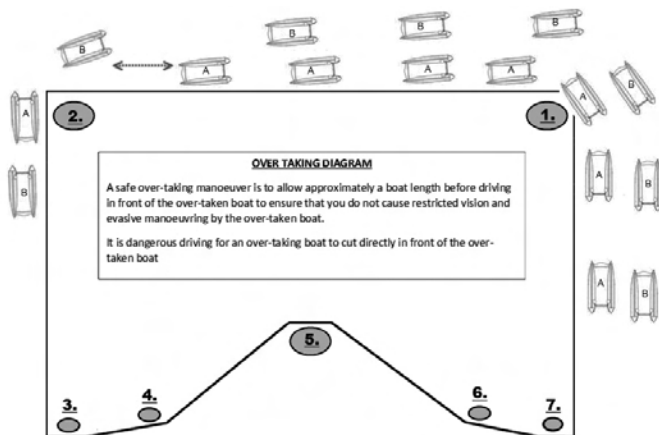 B
B
B
B
A
A
A
A
A
B
A
B
2.
1.
A
B
OVER TAKING DIAGRAM
A safe over-taking manoeuver is to allow approximately a boat length before driving
in front of the over-taken boat to ensure that you do not cause restricted vision and
evasive manoeuvring by the over-taken boat.
It is dangerous driving for an over-taking boat to cut directly in front of the over-
taken boat
A
B
5.
3.
4.
6.
7.